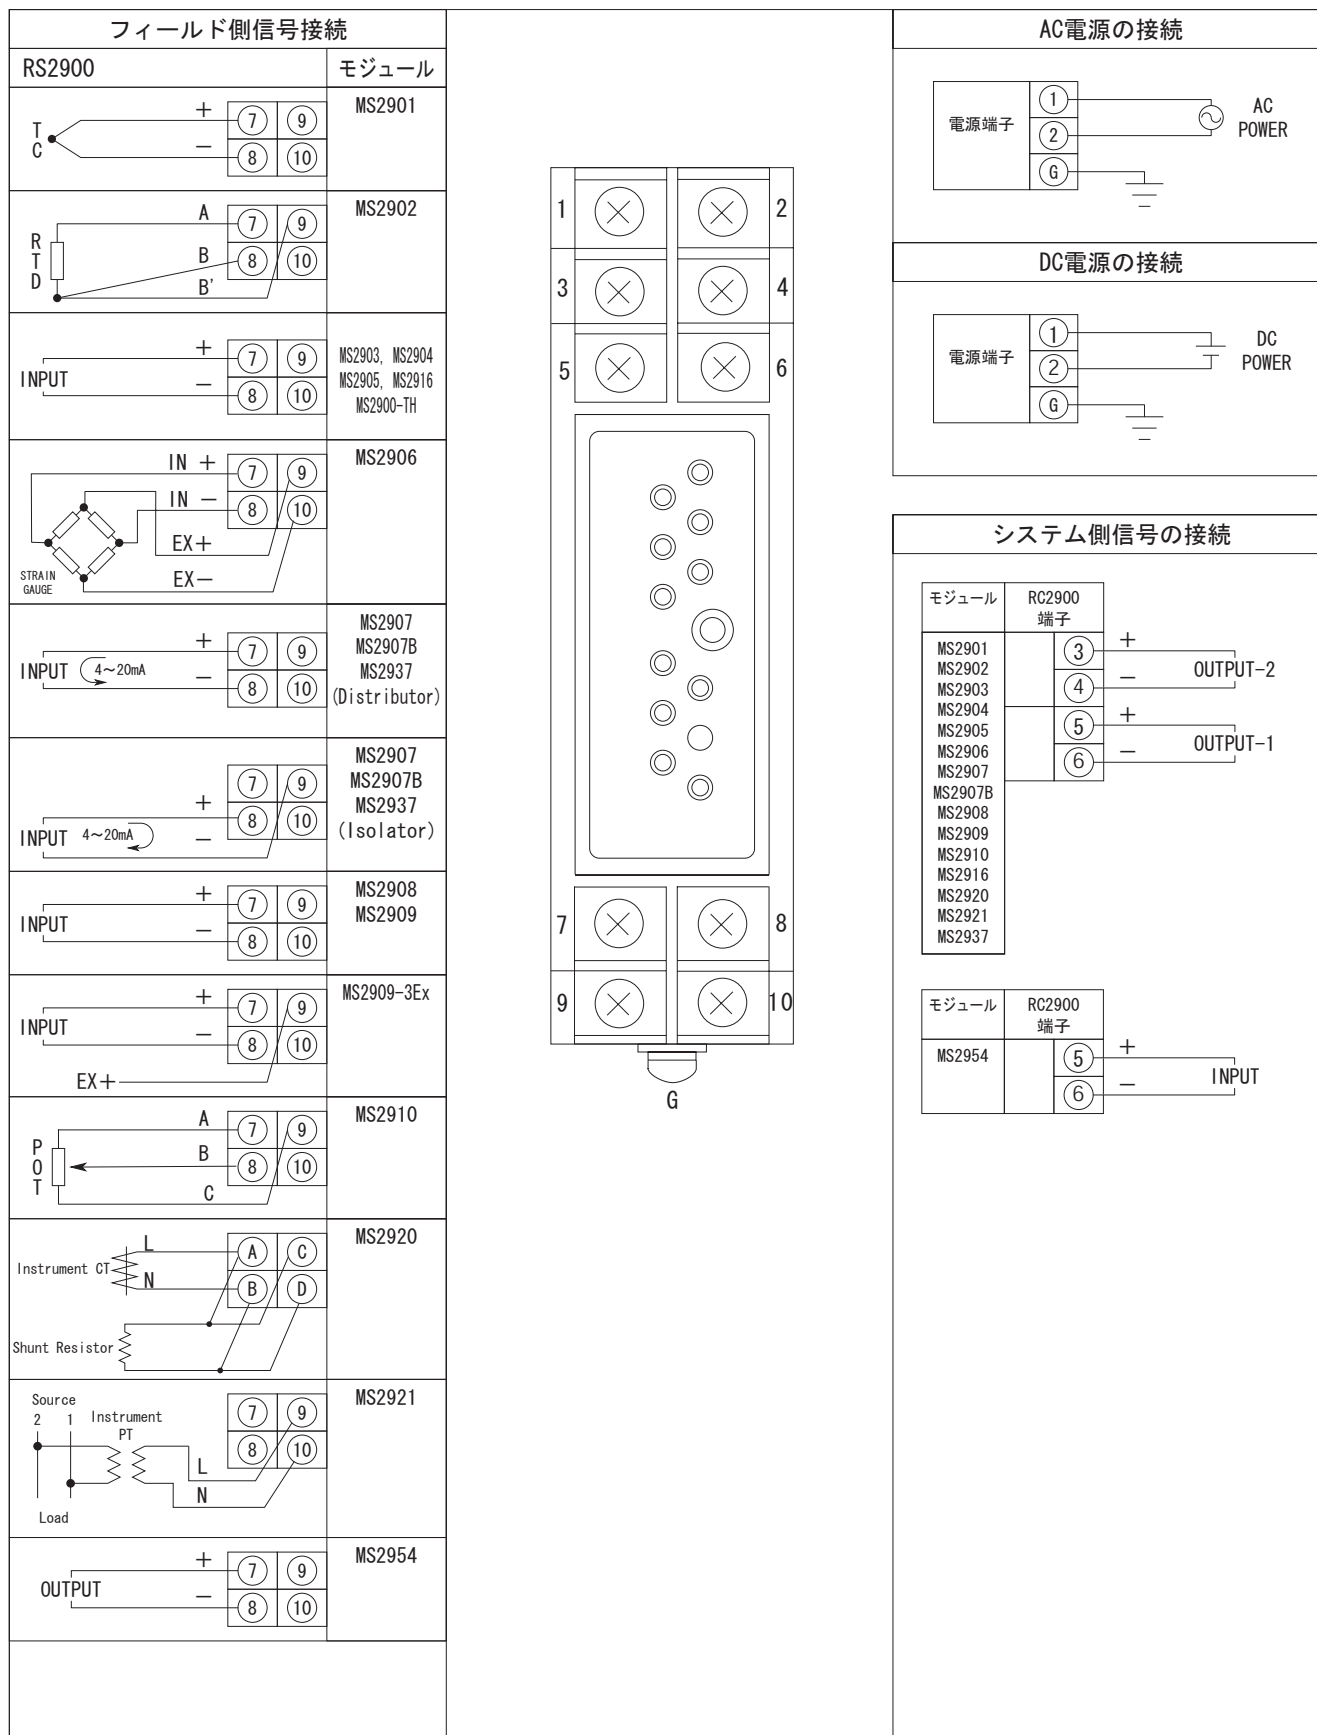 フィールド側信号接続
RS2900 モジュール
TC + − 7 9 8 10 MS2901
RTD A B B' 7 9 8 10 MS2902
INPUT + − 7 9 8 10 MS2903, MS2904
MS2905, MS2916
MS2900-TH
IN + IN − EX+ EX− 7 9 8 10 MS2906
STRAIN
GAUGE
INPUT 4～20mA + − 7 9 8 10 MS2907
MS2907B
MS2937
(Distributor)
INPUT 4～20mA + − 7 9 8 10 MS2907
MS2907B
MS2937
(Isolator)
INPUT + − 7 9 8 10 MS2908
MS2909
INPUT + − EX+ 7 9 8 10 MS2909-3Ex
POT A B C 7 9 8 10 MS2910
Instrument CT L N A C B D MS2920
Shunt Resistor
Source
2 1 Instrument
PT
L
N
Load
7 9 8 10 MS2921
OUTPUT + − 7 9 8 10 MS2954
1 2
3 4
5 6
7 8
9 10
G
AC電源の接続
電源端子 1 2 G AC
POWER
DC電源の接続
電源端子 1 2 G DC
POWER
システム側信号の接続
モジュール RC2900
端子
MS2901
MS2902
MS2903
MS2904
MS2905
MS2906
MS2907
MS2907B
MS2908
MS2909
MS2910
MS2916
MS2920
MS2921
MS2937
3 + 4 − OUTPUT-2
5 + 6 − OUTPUT-1
モジュール RC2900
端子
MS2954 5 + 6 − INPUT